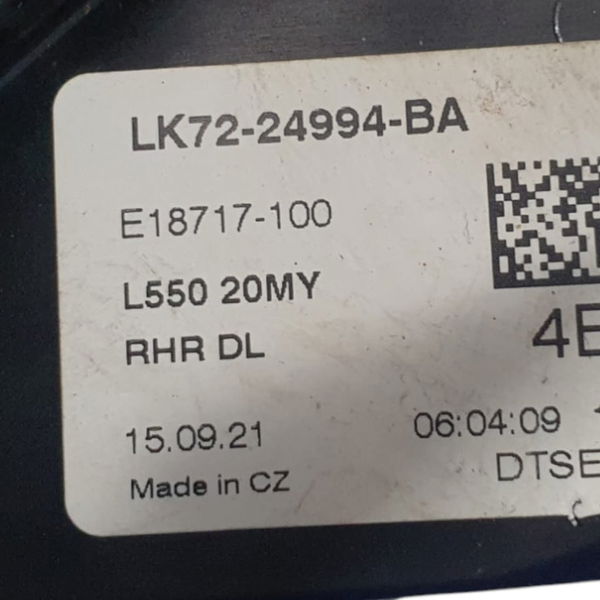 LK72-24994-BA
E18717-100
L550 20MY
4E
RHR DL
15.09.21 06:04:09
Made in CZ DTSE